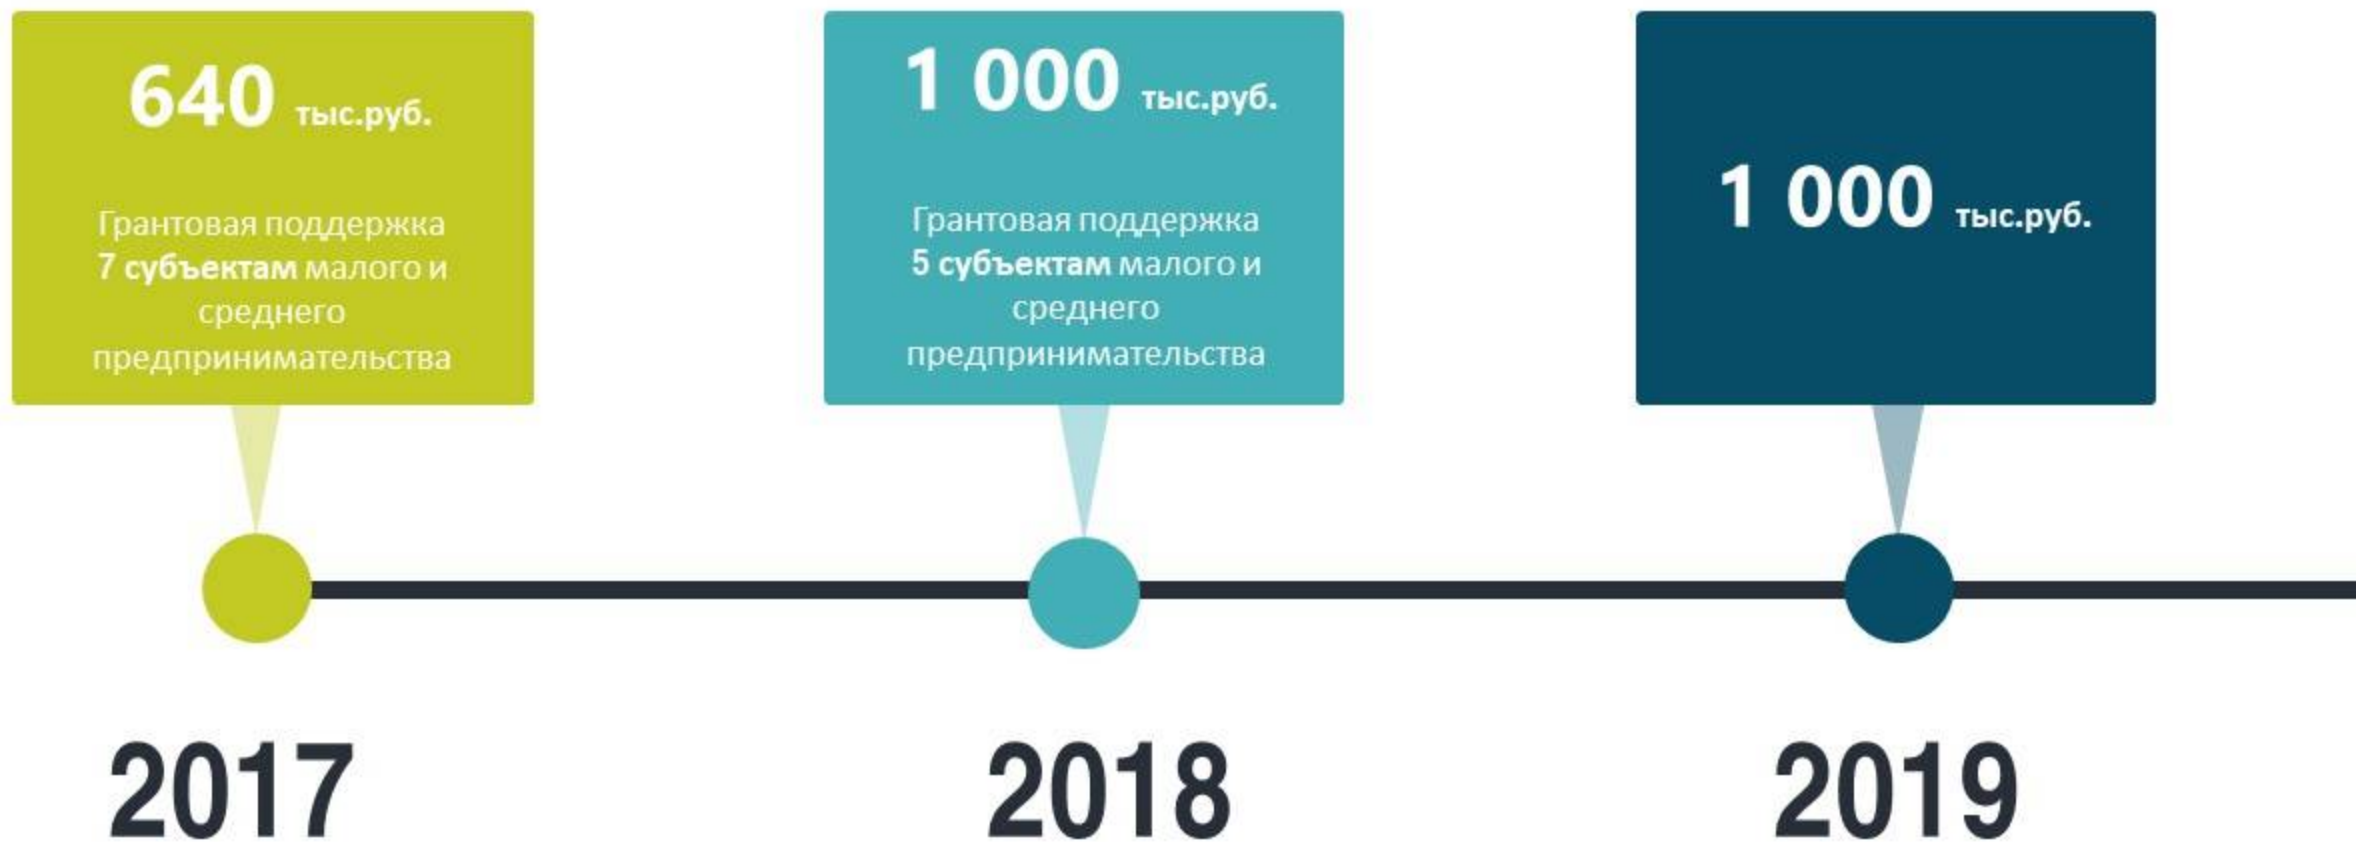 640 тыс.руб.
Грантовая поддержка
7 субъектам малого и
среднего
предпринимательства
1 000 тыс.руб.
Грантовая поддержка
5 субъектам малого и
среднего
предпринимательства
1 000 тыс.руб.
2017
2018
2019